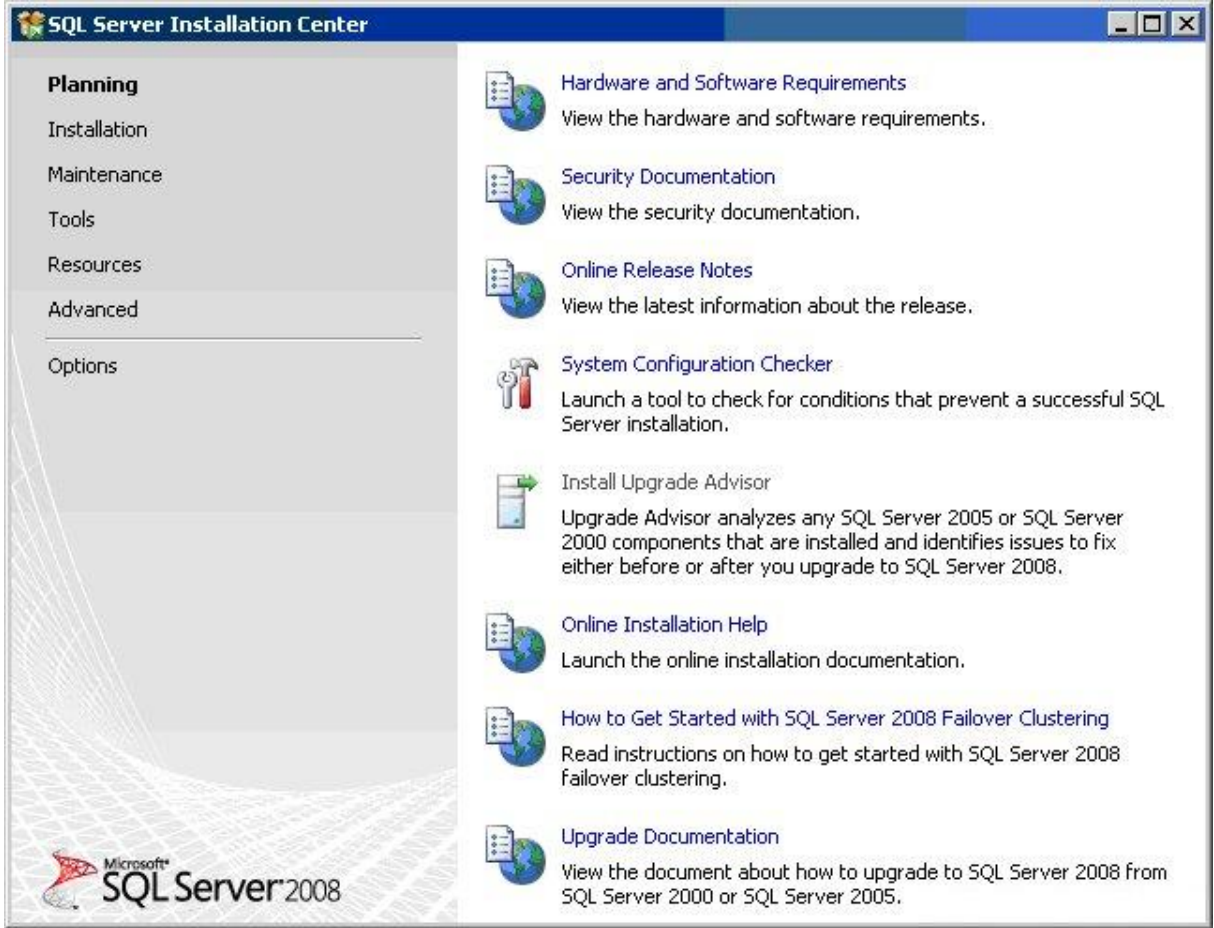 SQL Server Installation Center
Planning
Installation
Maintenance
Tools
Resources
Advanced
Options
Hardware and Software Requirements
View the hardware and software requirements.
Security Documentation
View the security documentation.
Online Release Notes
View the latest information about the release.
System Configuration Checker
Launch a tool to check for conditions that prevent a successful SQL
Server installation.
Install Upgrade Advisor
Upgrade Advisor analyzes any SQL Server 2005 or SQL Server
2000 components that are installed and identifies issues to fix
either before or after you upgrade to SQL Server 2008.
Online Installation Help
Launch the online installation documentation.
How to Get Started with SQL Server 2008 Failover Clustering
Read instructions on how to get started with SQL Server 2008
failover clustering.
Upgrade Documentation
View the document about how to upgrade to SQL Server 2008 from
SQL Server 2000 or SQL Server 2005.
Microsoft
SQL Server 2008